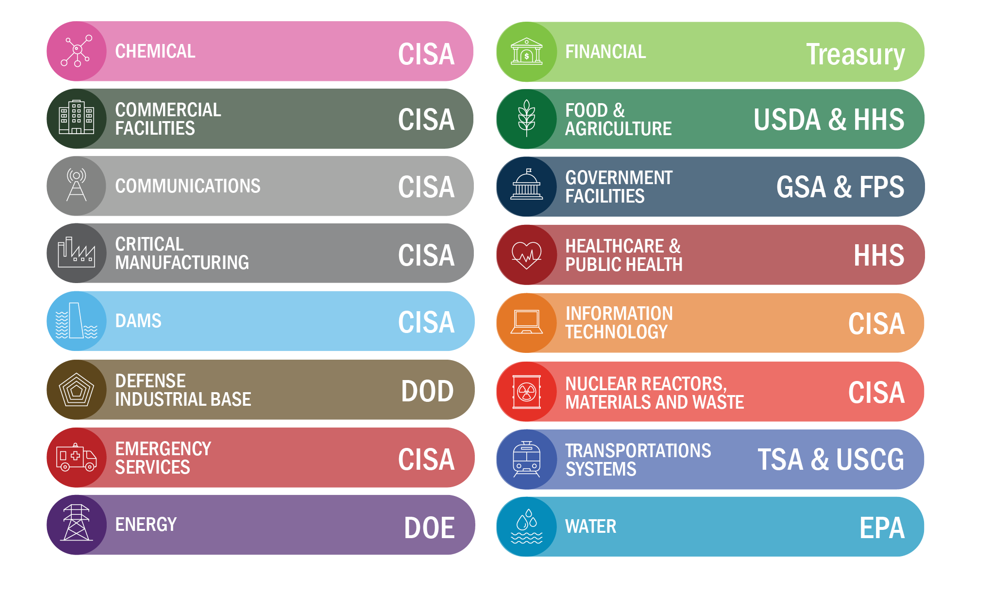 CHEMICAL CISA
COMMERCIAL
FACILITIES
CISA
COMMUNICATIONS CISA
CRITICAL
MANUFACTURING
CISA
DAMS CISA
DEFENSE
INDUSTRIAL BASE
DOD
EMERGENCY
SERVICES
CISA
ENERGY DOE
FINANCIAL Treasury
FOOD &
AGRICULTURE
USDA & HHS
GOVERNMENT
FACILITIES
GSA & FPS
HEALTHCARE &
PUBLIC HEALTH
HHS
INFORMATION
TECHNOLOGY
CISA
NUCLEAR REACTORS,
MATERIALS AND WASTE
CISA
TRANSPORTATIONS
SYSTEMS
TSA & USCG
WATER EPA